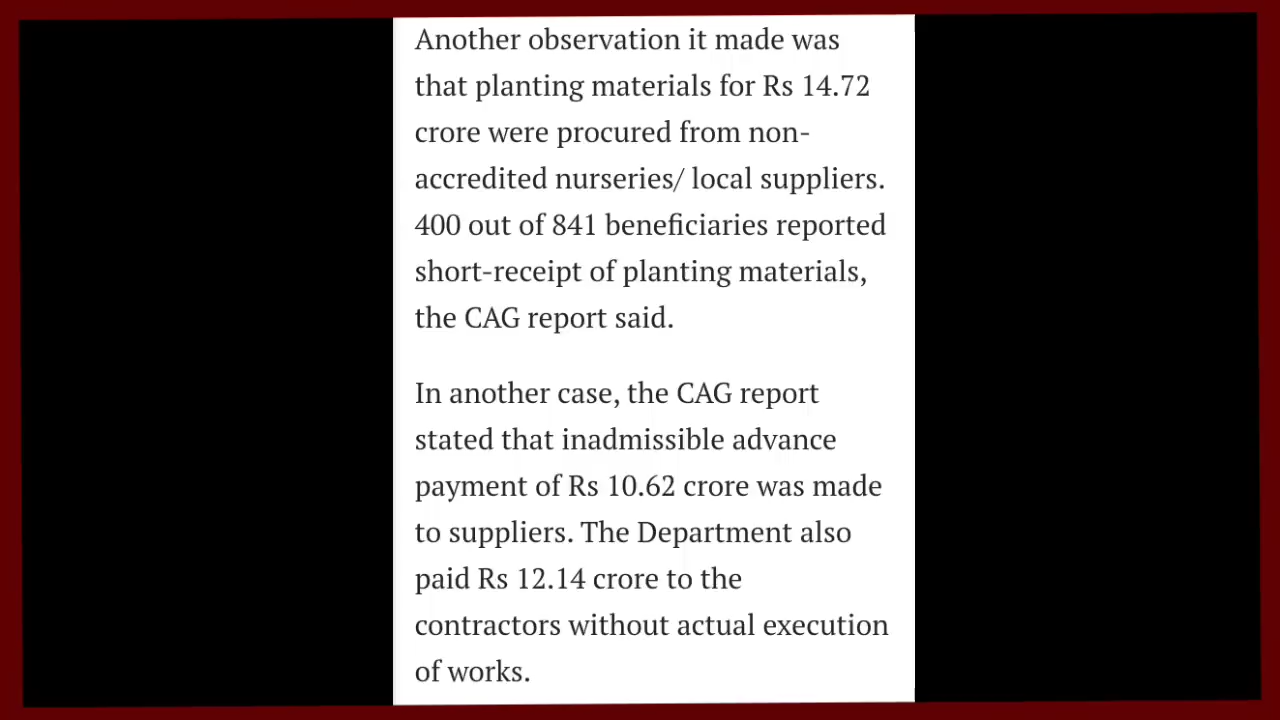 Another observation it made was
that planting materials for Rs 14.72
crore were procured from non-
accredited nurseries/ local suppliers.
400 out of 841 beneficiaries reported
short-receipt of planting materials,
the CAG report said.
In another case, the CAG report
stated that inadmissible advance
payment of Rs 10.62 crore was made
to suppliers. The Department also
paid Rs 12.14 crore to the
contractors without actual execution
of works.